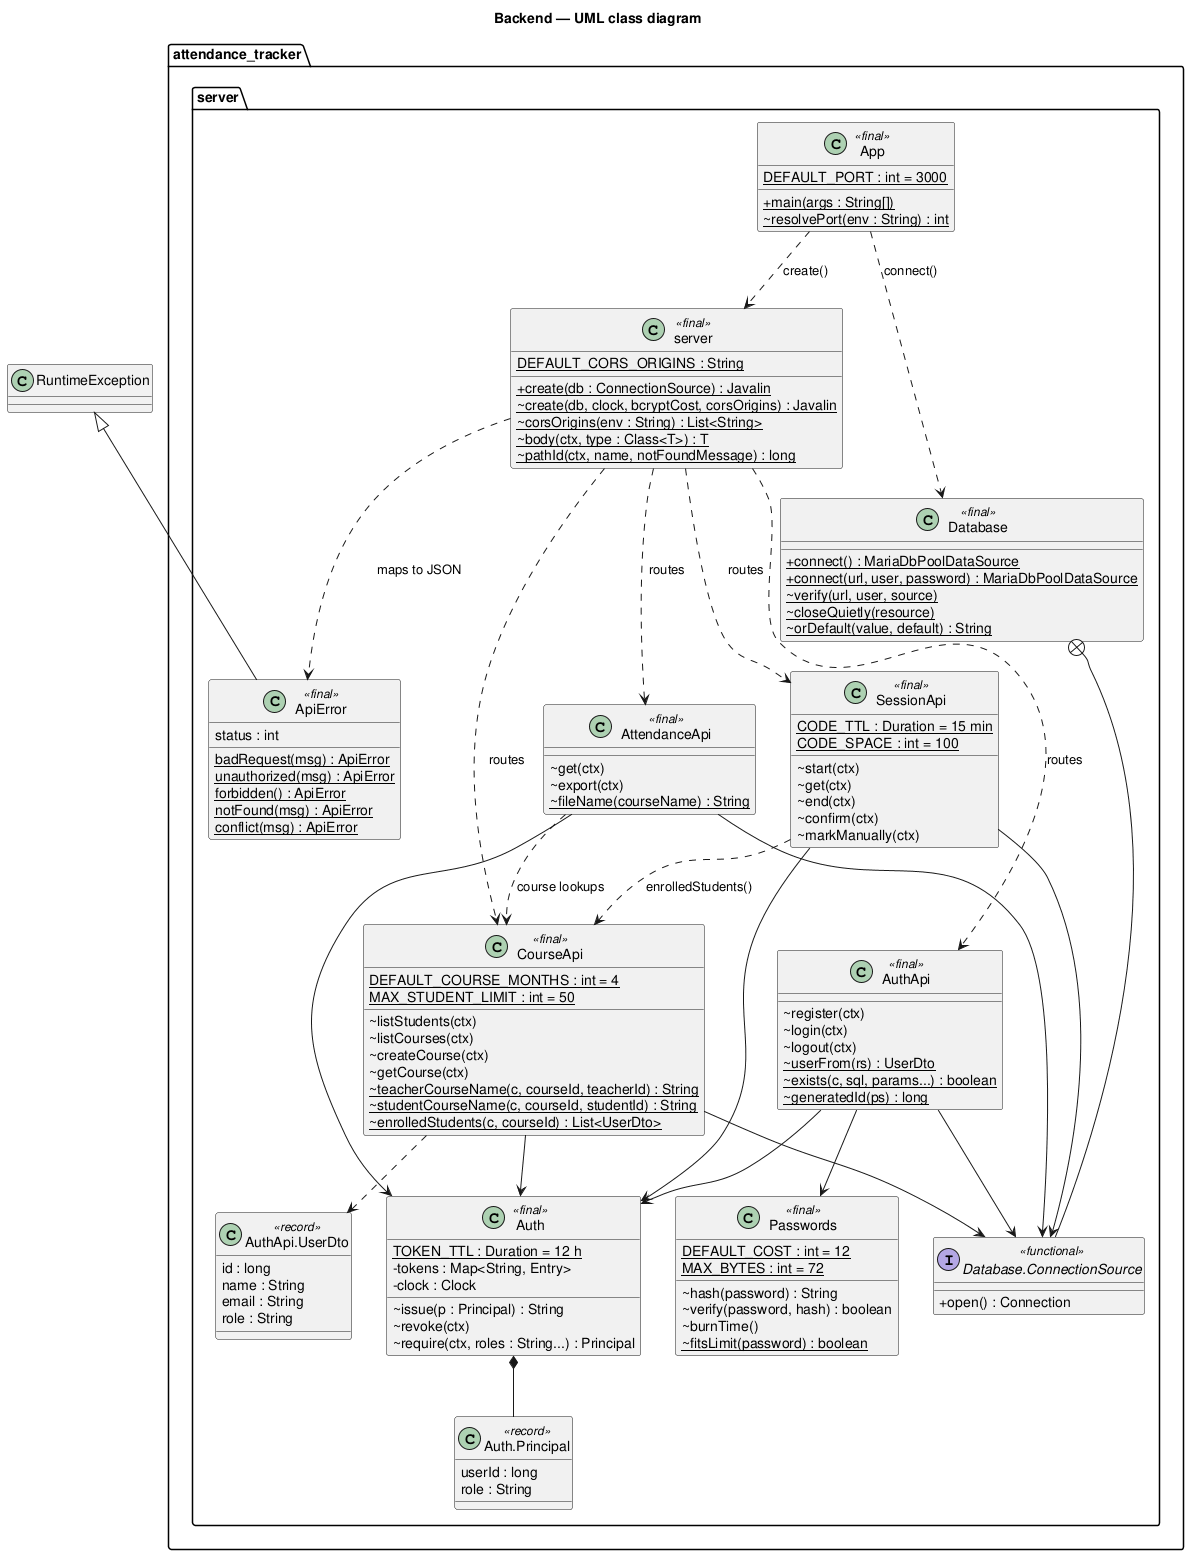 Backend — UML class diagram
attendance_tracker
server
«final»
App
DEFAULT_PORT : int = 3000
+main(args : String[])
~resolvePort(env : String) : int
create()
connect()
«final»
server
DEFAULT_CORS_ORIGINS : String
+create(db : ConnectionSource) : Javalin
~create(db, clock, bcryptCost, corsOrigins) : Javalin
~corsOrigins(env : String) : List<String>
~body(ctx, type : Class<T>) : T
~pathId(ctx, name, notFoundMessage) : long
RuntimeException
«final»
Database
+connect() : MariaDbPoolDataSource
+connect(url, user, password) : MariaDbPoolDataSource
~verify(url, user, source)
~closeQuietly(resource)
~orDefault(value, default) : String
maps to JSON
routes
routes
«final»
ApiError
status : int
badRequest(msg) : ApiError
unauthorized(msg) : ApiError
forbidden() : ApiError
notFound(msg) : ApiError
conflict(msg) : ApiError
routes
«final»
AttendanceApi
~get(ctx)
~export(ctx)
~fileName(courseName) : String
«final»
SessionApi
CODE_TTL : Duration = 15 min
CODE_SPACE : int = 100
~start(ctx)
~get(ctx)
~end(ctx)
~confirm(ctx)
~markManually(ctx)
routes
course lookups
enrolledStudents()
«final»
CourseApi
DEFAULT_COURSE_MONTHS : int = 4
MAX_STUDENT_LIMIT : int = 50
~listStudents(ctx)
~listCourses(ctx)
~createCourse(ctx)
~getCourse(ctx)
~teacherCourseName(c, courseId, teacherId) : String
~studentCourseName(c, courseId, studentId) : String
~enrolledStudents(c, courseId) : List<UserDto>
«final»
AuthApi
~register(ctx)
~login(ctx)
~logout(ctx)
~userFrom(rs) : UserDto
~exists(c, sql, params...) : boolean
~generatedId(ps) : long
«record»
AuthApi.UserDto
id : long
name : String
email : String
role : String
«final»
Auth
TOKEN_TTL : Duration = 12 h
-tokens : Map<String, Entry>
-clock : Clock
~issue(p : Principal) : String
~revoke(ctx)
~require(ctx, roles : String...) : Principal
«final»
Passwords
DEFAULT_COST : int = 12
MAX_BYTES : int = 72
~hash(password) : String
~verify(password, hash) : boolean
~burnTime()
~fitsLimit(password) : boolean
«functional»
Database.ConnectionSource
+open() : Connection
«record»
Auth.Principal
userId : long
role : String